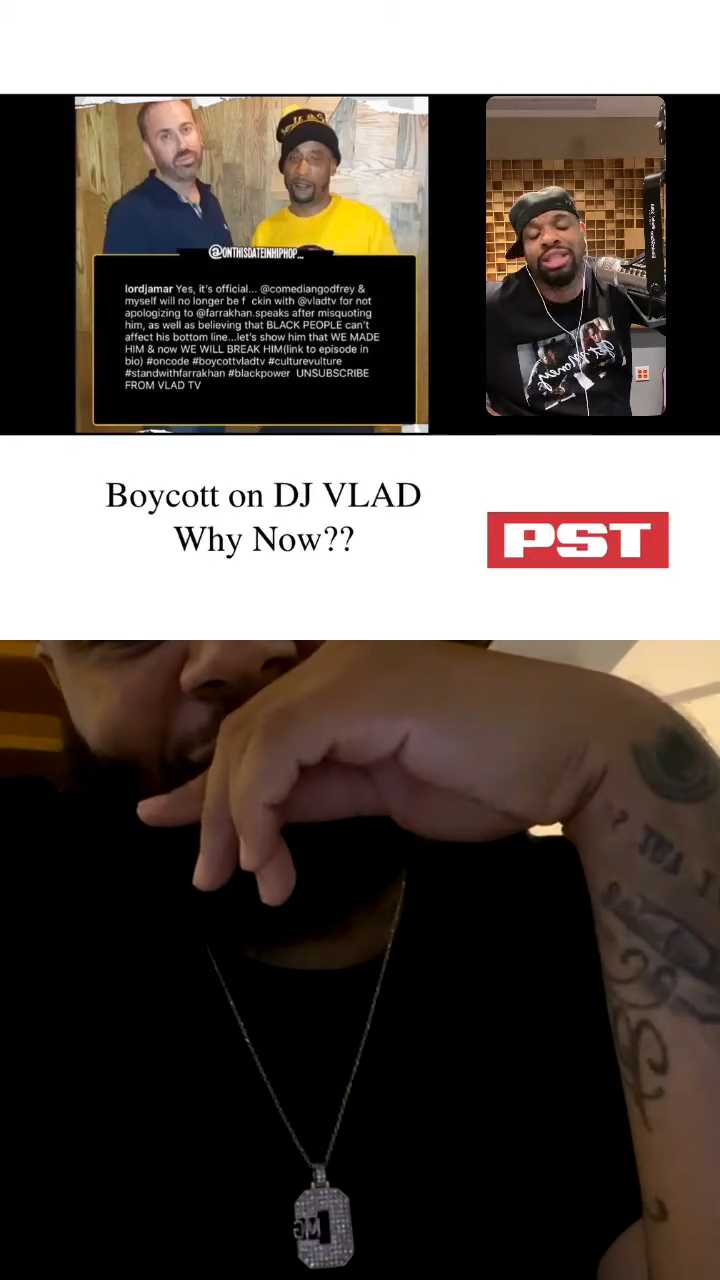 @ONTHISDATEINHIPHOP...
lordjamar Yes, it's official... @comediangodfrey &
myself will no longer be f ckin with @vladtv for not
apologizing to @farrakhan.speaks after misquoting
him, as well as believing that BLACK PEOPLE can't
affect his bottom line...let's show him that WE MADE
HIM & now WE WILL BREAK HIM(link to episode in
bio) #oncode #boycottvladtv #culturevulture
#standwithfarrakhan #blackpower UNSUBSCRIBE
FROM VLAD TV
Boycott on DJ VLAD
Why Now??
PST